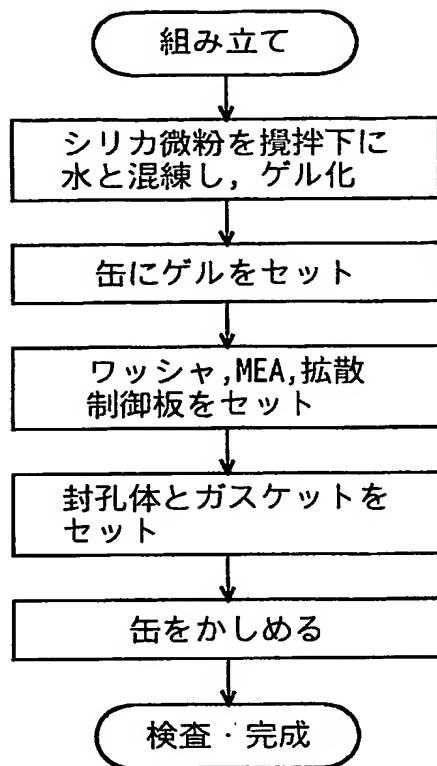 組み立て
シリカ微粉を攪拌下に
水と混練し,ゲル化
缶にゲルをセット
ワッシャ,MEA,拡散
制御板をセット
封孔体とガスケットを
セット
缶をかしめる
検査・完成